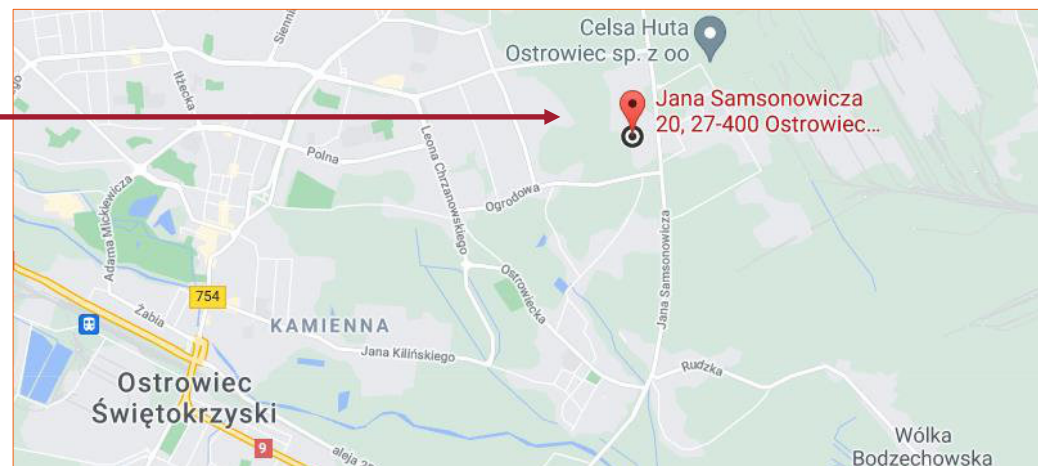 Celsa Huta
Ostrowiec sp. z oo
Jana Samsonowicza
20, 27-400 Ostrowiec...
Iłżecka
Polna
Leona Chrzanowskiego
Ogrodowa
Adama Mickiewicza
Jana Samsonowicza
Ostrowiecka
754
Żabia
KAMIENNA
Jana Kilińskiego
Rudzka
Ostrowiec
Świętokrzyski
9
Wólka
Bodzechowska